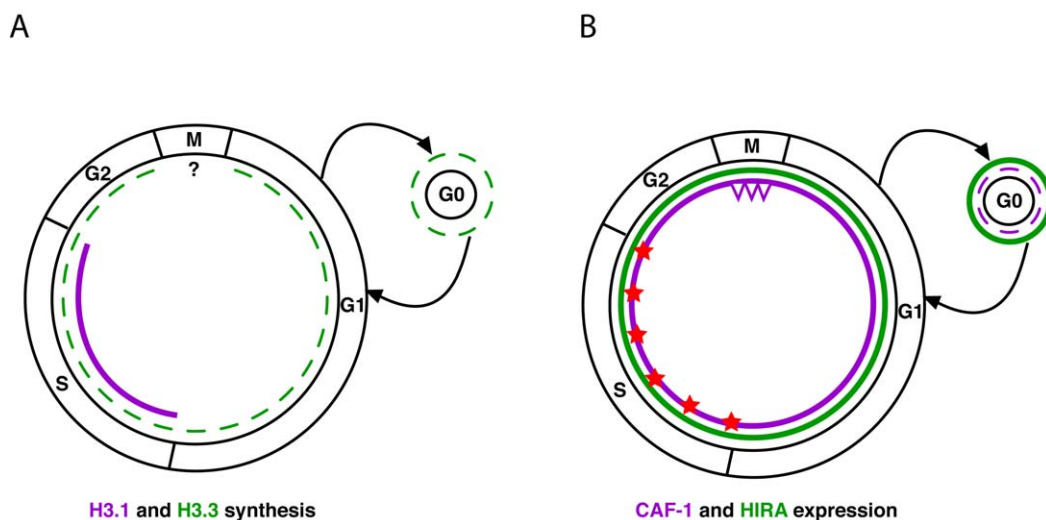 A
B
M
?
G2
G0
G1
S
M
G2
G0
G1
S
H3.1 and H3.3 synthesis
CAF-1 and HIRA expression